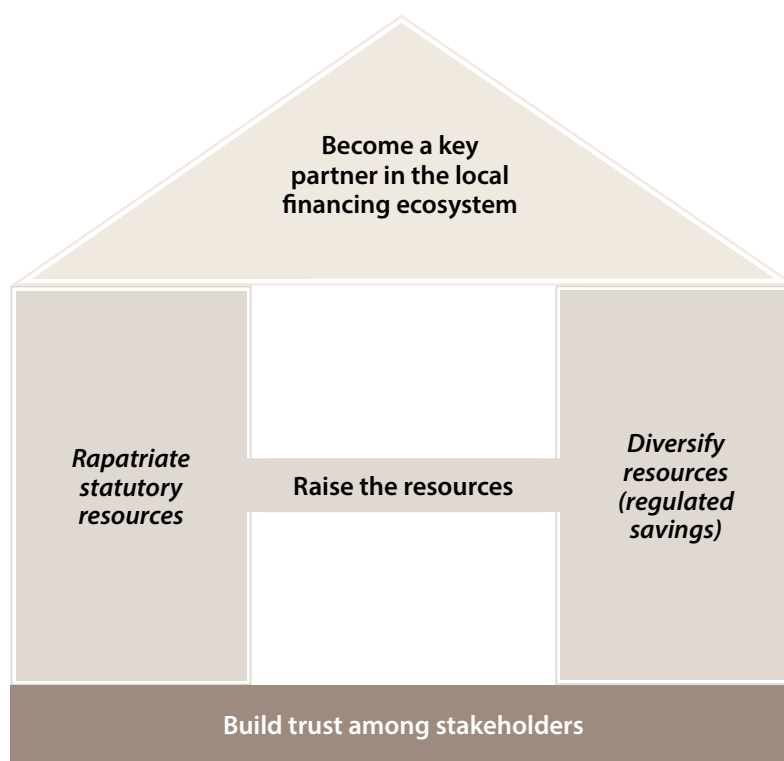 Become a key
partner in the local
financing ecosystem
Rapatriate
statutory
resources
Raise the resources
Diversify
resources
(regulated
savings)
Build trust among stakeholders